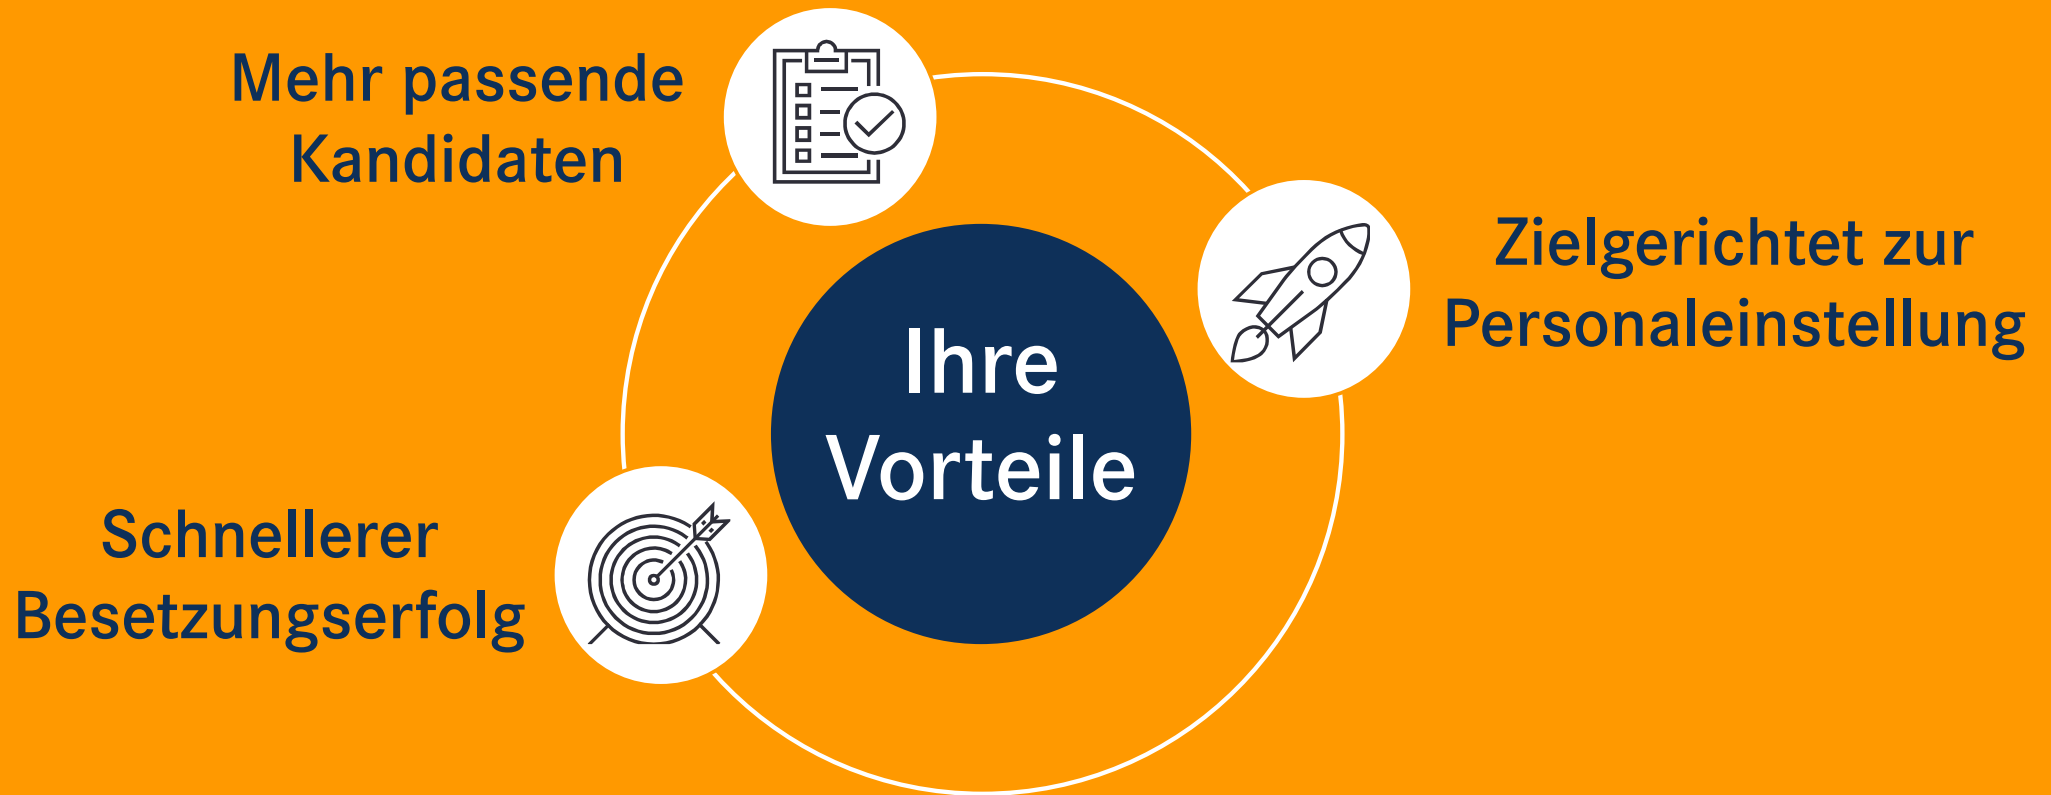 Mehr passende
Kandidaten
Zielgerichtet zur
Personaleinstellung
Ihre
Vorteile
Schnellerer
Besetzungserfolg